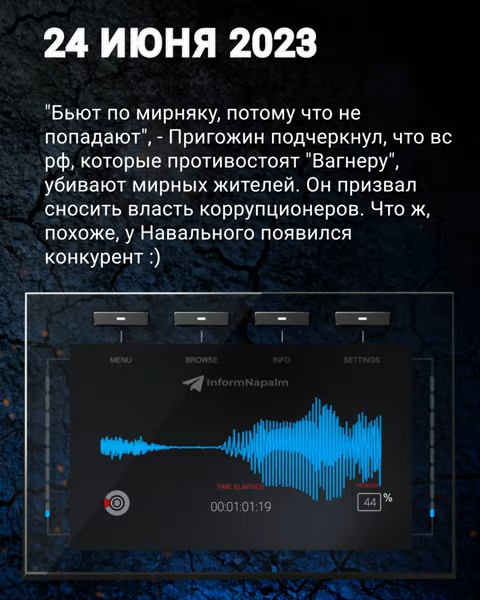 24 ИЮНЯ 2023
"Бьют по мирняку, потому что не
попадают", - Пригожин подчеркнул, что вс
рф, которые противостоят "Вагнеру",
убивают мирных жителей. Он призвал
сносить власть коррупционеров. Что ж,
похоже, у Навального появился
конкурент :)
MENU BROWSE INFO SETTINGS
InformNapalm
TIME ELAPSED
00:01:01:19
44 %